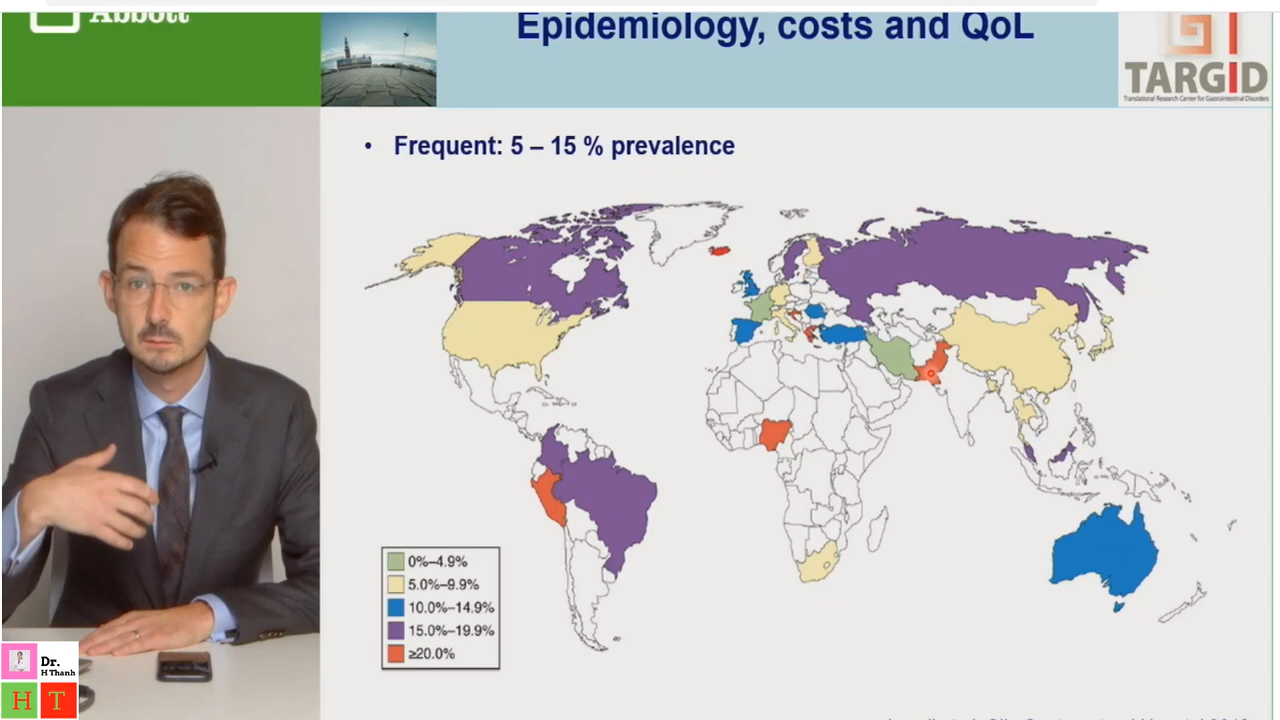 Abbott
Epidemiology, costs and QoL
TARGID
Translational Research Center for Gastrointestinal Disorders
• Frequent: 5 – 15 % prevalence
0%–4.9%
5.0%–9.9%
10.0%–14.9%
15.0%–19.9%
≥20.0%
Dr.
H Thanh
H T